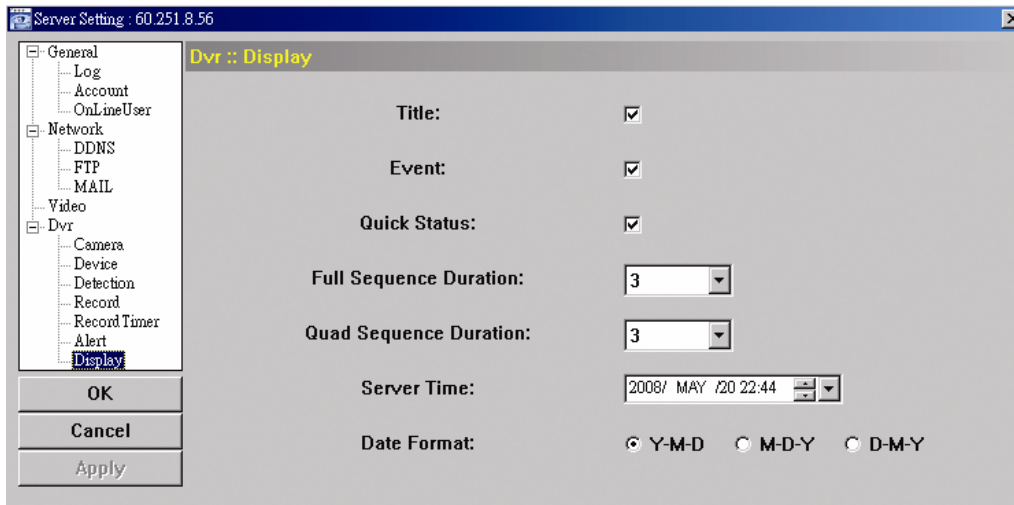 Server Setting : 60.251.8.56
General
Log
Account
OnLineUser
Network
DDNS
FTP
MAIL
Video
Dvr
Camera
Device
Detection
Record
Record Timer
Alert
Display
OK
Cancel
Apply
Dvr :: Display
Title:
Event:
Quick Status:
Full Sequence Duration: 3
Quad Sequence Duration: 3
Server Time: 2008/ MAY /20 22:44
Date Format: Y-M-D M-D-Y D-M-Y